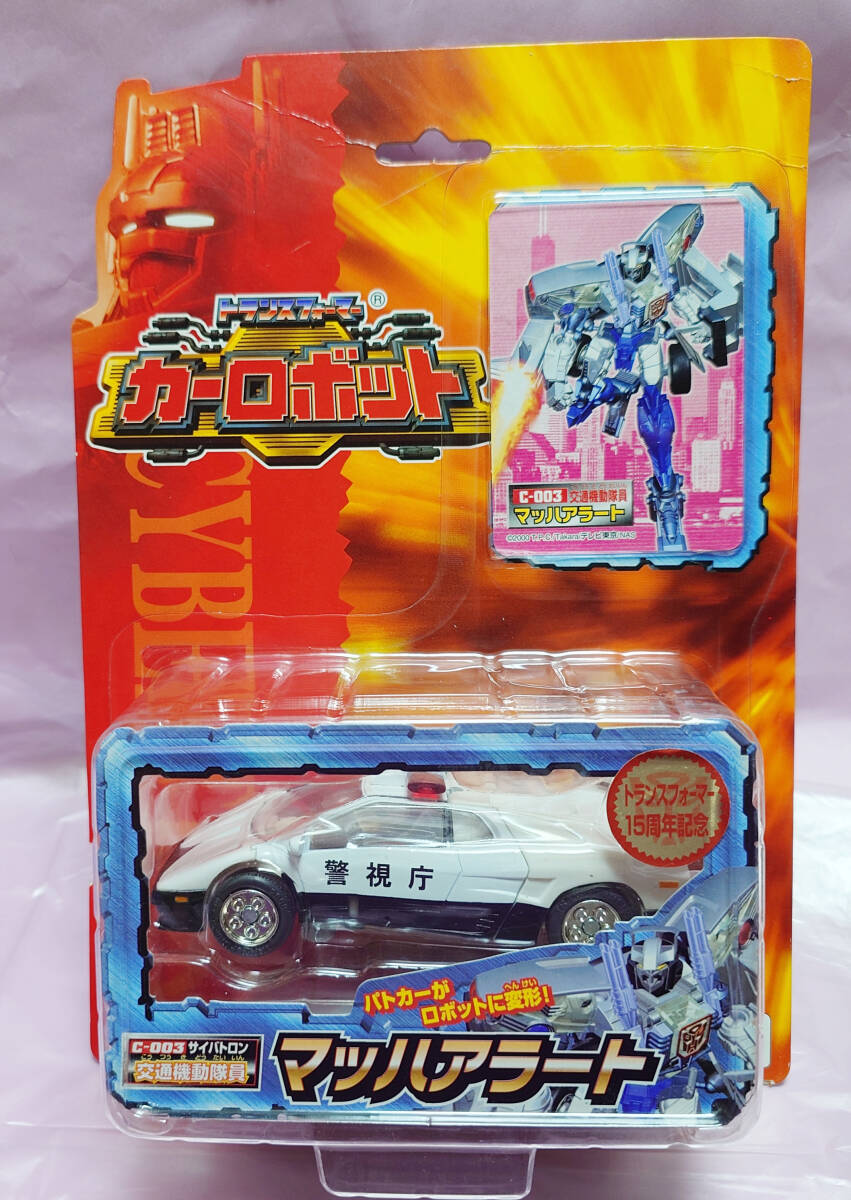 トランスフォーマー®
カーロボット
CYBE
C-003 交通機動隊員
マッハアラート
©2000 T.P.C/Takara/テレビ東京/NAS
トランスフォーマー
15周年記念
警視庁
パトカーが
ロボットに変形!
へんけい
C-003 サイバトロン
こうつうきどうたいいん
交通機動隊員
マッハアラート